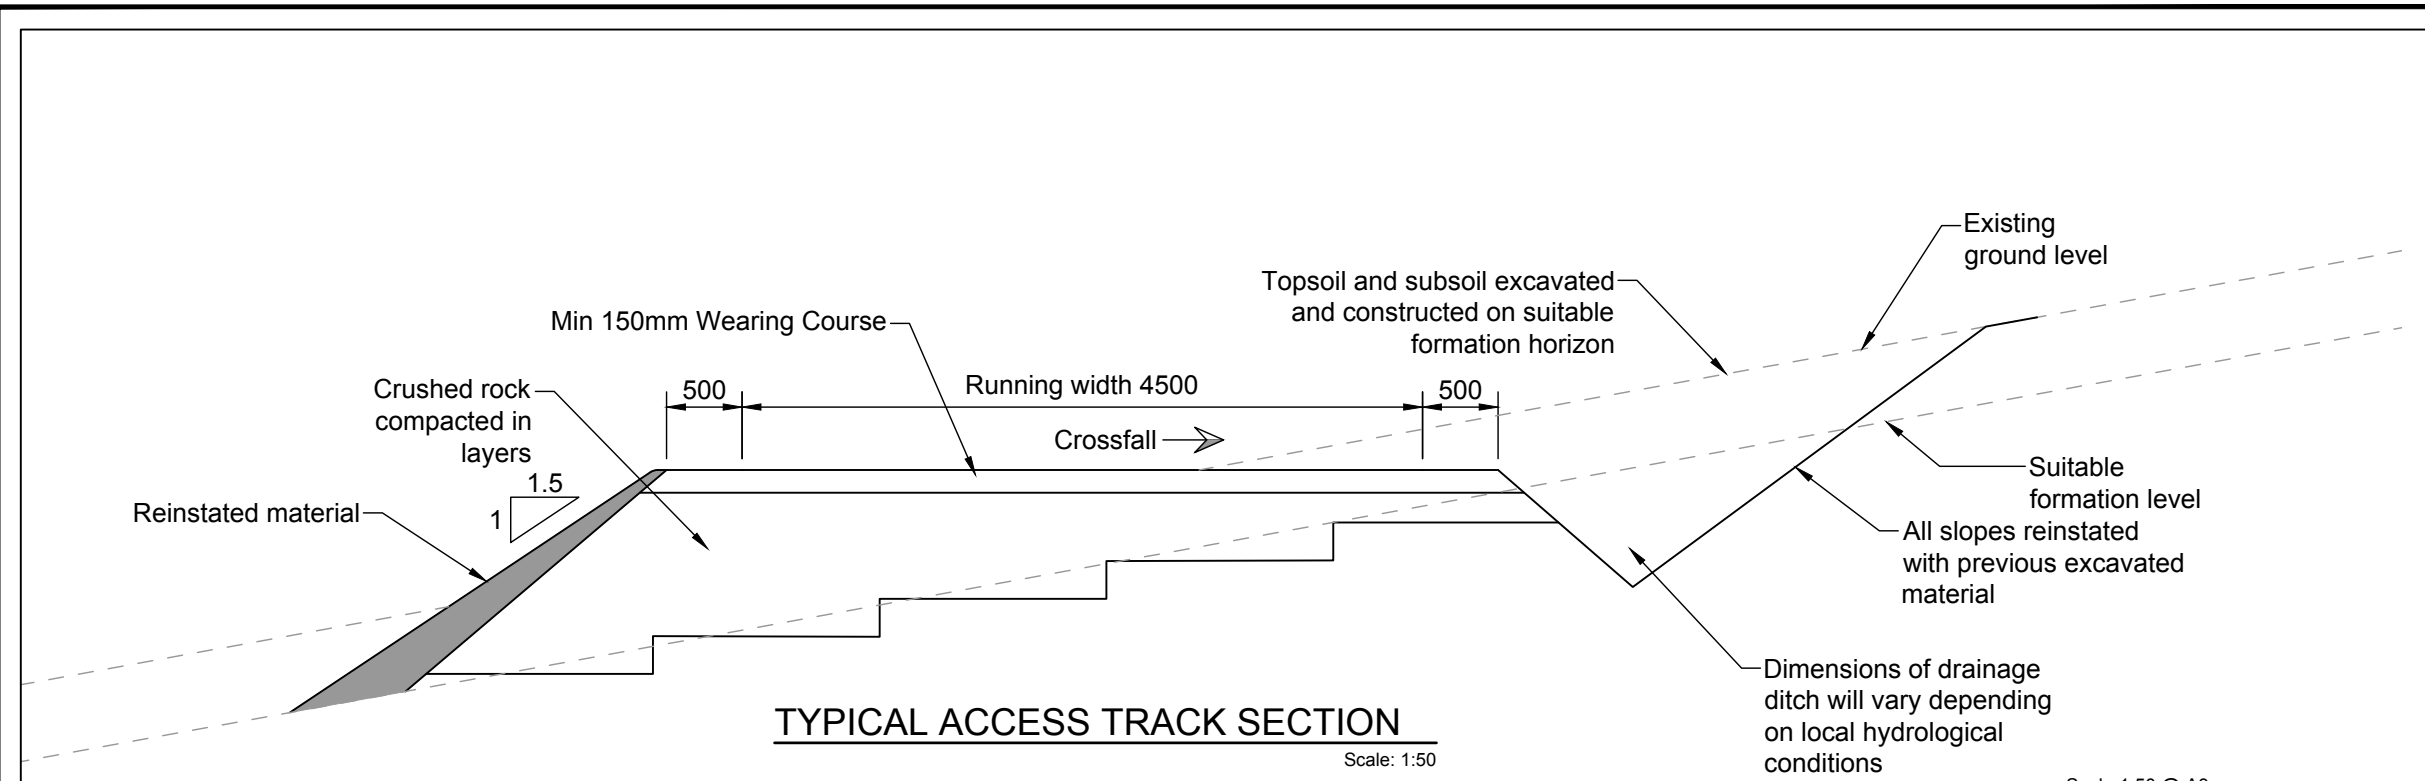 Existing
ground level
Topsoil and subsoil excavated
and constructed on suitable
formation horizon
Min 150mm Wearing Course
Crushed rock
compacted in
layers
500
Running width 4500
500
Crossfall
1.5
1
Reinstated material
Suitable
formation level
All slopes reinstated
with previous excavated
material
Dimensions of drainage
ditch will vary depending
on local hydrological
conditions
TYPICAL ACCESS TRACK SECTION
Scale: 1:50